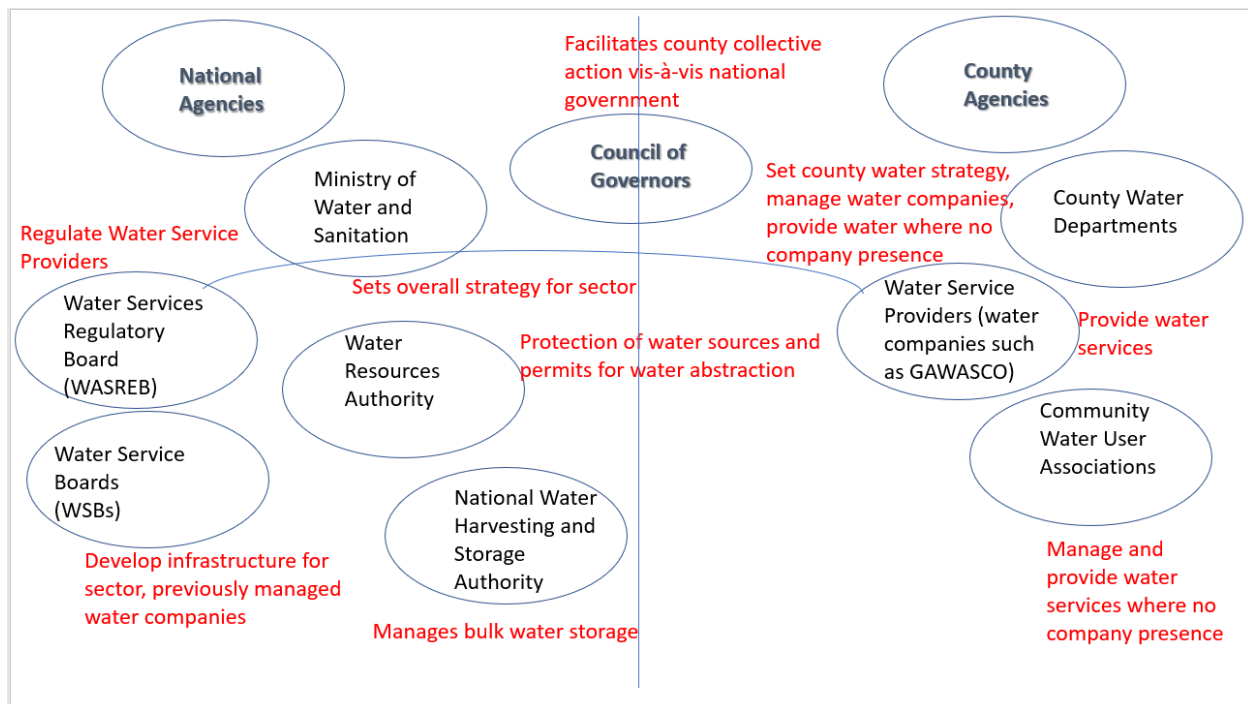 National
Agencies
Facilitates county collective
action vis-à-vis national
government
County
Agencies
Council of
Governors
Ministry of
Water and
Sanitation
Set county water strategy,
manage water companies,
provide water where no
company presence
County Water
Departments
Regulate Water Service
Providers
Sets overall strategy for sector
Water Services
Regulatory
Board
(WASREB)
Water
Resources
Authority
Protection of water sources and
permits for water abstraction
Water Service
Providers (water
companies such
as GAWASCO)
Provide water
services
Water Service
Boards
(WSBs)
Community
Water User
Associations
National Water
Harvesting and
Storage
Authority
Develop infrastructure for
sector, previously managed
water companies
Manages bulk water storage
Manage and
provide water
services where no
company presence